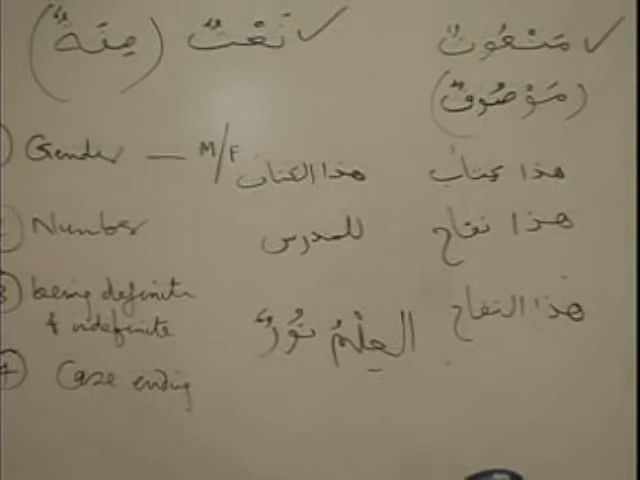 مَنْعُوتٌ نَعْتٌ (صِفَةٌ)
(مَوْصُوفٌ)
1 Gender — M/F
هذا كتابٌ هذا الكتاب
2 Number
هذا تفاح للمدرس
3 being definite
& indefinite
هذا التفاح
العِلْمُ نُورٌ
4 Case ending